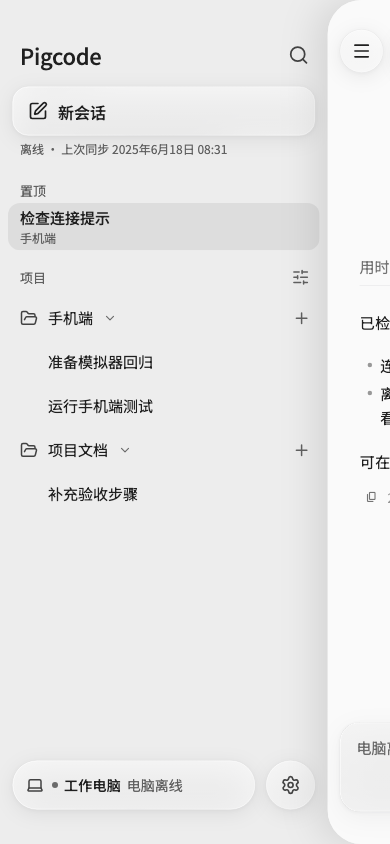 Pigcode
新会话
离线 · 上次同步 2025年6月18日 08:31
置顶
检查连接提示
手机端
项目
手机端
准备模拟器回归
运行手机端测试
项目文档
补充验收步骤
工作电脑 电脑离线
用时
已检
连
离
看
可在
电脑离